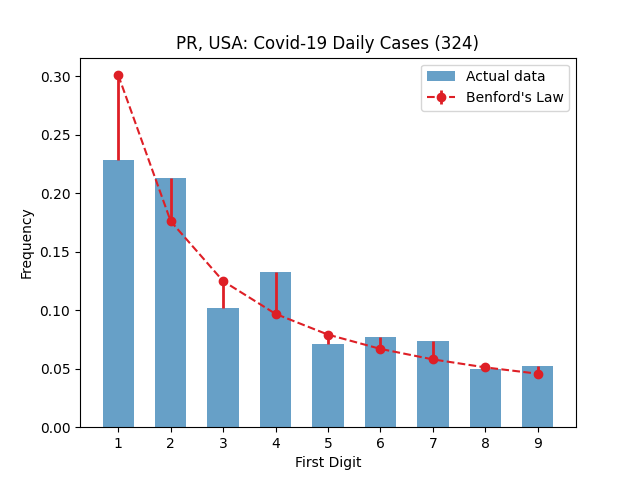 PR, USA: Covid-19 Daily Cases (324)
Actual data
Benford's Law
Frequency
0.30
0.25
0.20
0.15
0.10
0.05
0.00
1 2 3 4 5 6 7 8 9
First Digit